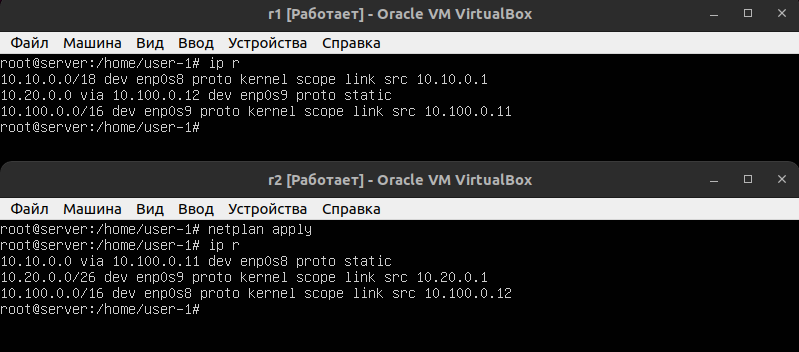 r1 [Работает] - Oracle VM VirtualBox
Файл Машина Вид Ввод Устройства Справка
root@server:/home/user-1# ip r
10.10.0.0/18 dev enp0s8 proto kernel scope link src 10.10.0.1
10.20.0.0 via 10.100.0.12 dev enp0s9 proto static
10.100.0.0/16 dev enp0s9 proto kernel scope link src 10.100.0.11
root@server:/home/user-1#
r2 [Работает] - Oracle VM VirtualBox
Файл Машина Вид Ввод Устройства Справка
root@server:/home/user-1# netplan apply
root@server:/home/user-1# ip r
10.10.0.0 via 10.100.0.11 dev enp0s8 proto static
10.20.0.0/26 dev enp0s9 proto kernel scope link src 10.20.0.1
10.100.0.0/16 dev enp0s8 proto kernel scope link src 10.100.0.12
root@server:/home/user-1#